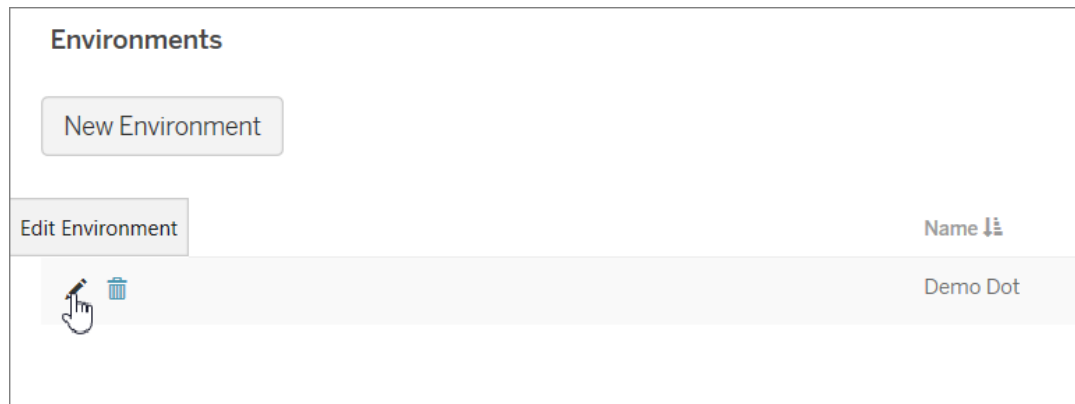 Environments
New Environment
Edit Environment
Name
Demo Dot